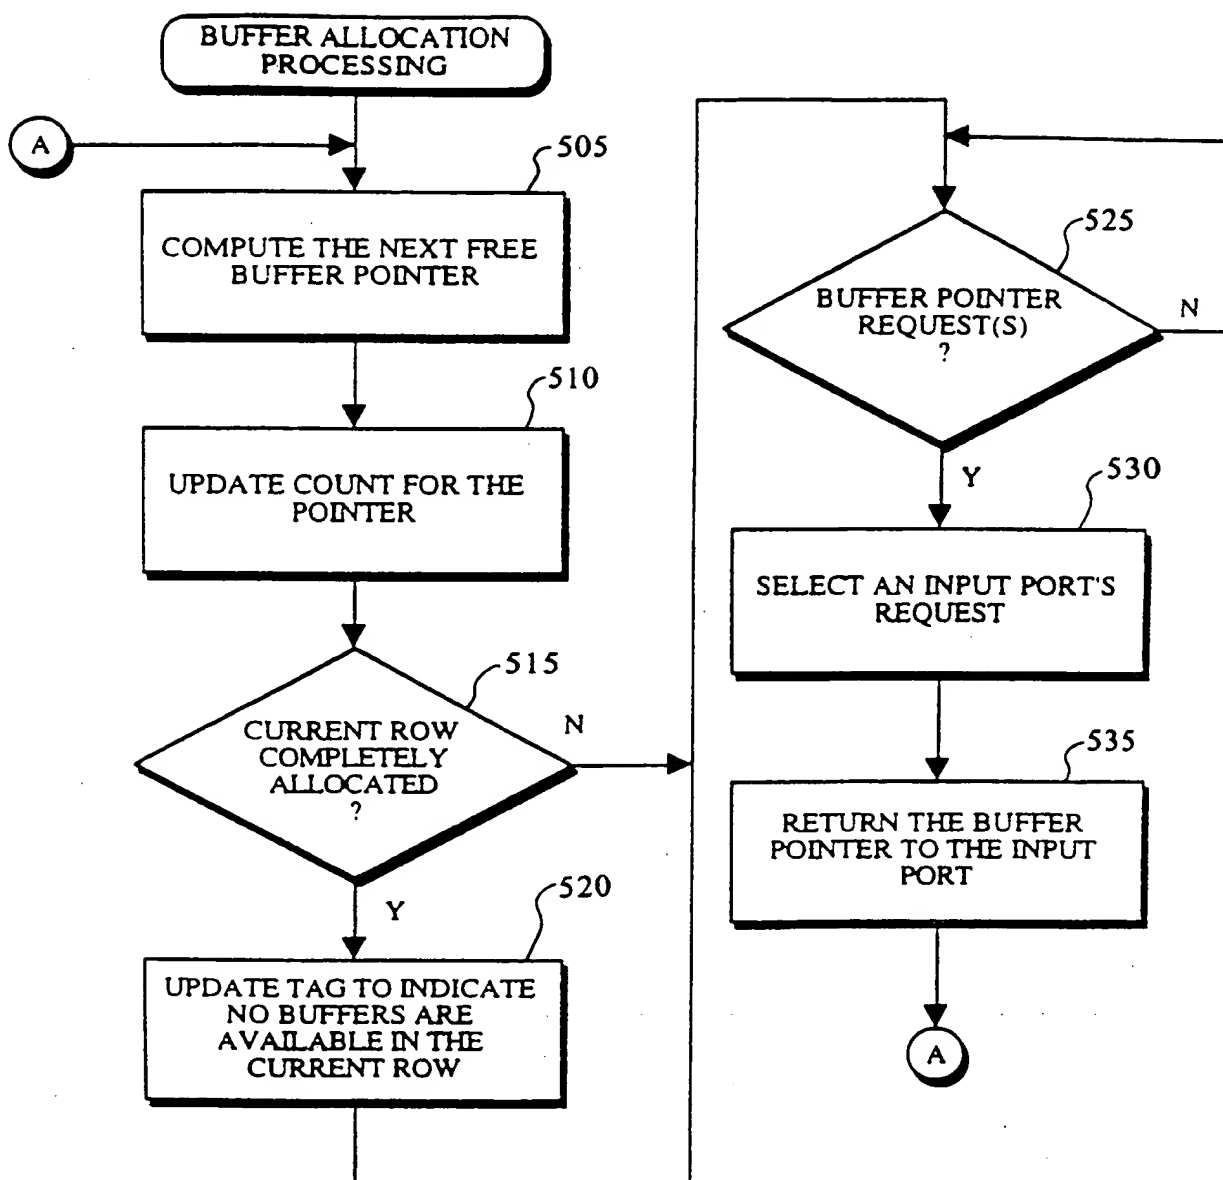 BUFFER ALLOCATION
PROCESSING
A
505
COMPUTE THE NEXT FREE
BUFFER POINTER
510
UPDATE COUNT FOR THE
POINTER
515
CURRENT ROW
COMPLETELY
ALLOCATED
?
N
Y
520
UPDATE TAG TO INDICATE
NO BUFFERS ARE
AVAILABLE IN THE
CURRENT ROW
525
BUFFER POINTER
REQUEST(S)
?
N
Y
530
SELECT AN INPUT PORT'S
REQUEST
535
RETURN THE BUFFER
POINTER TO THE INPUT
PORT
A